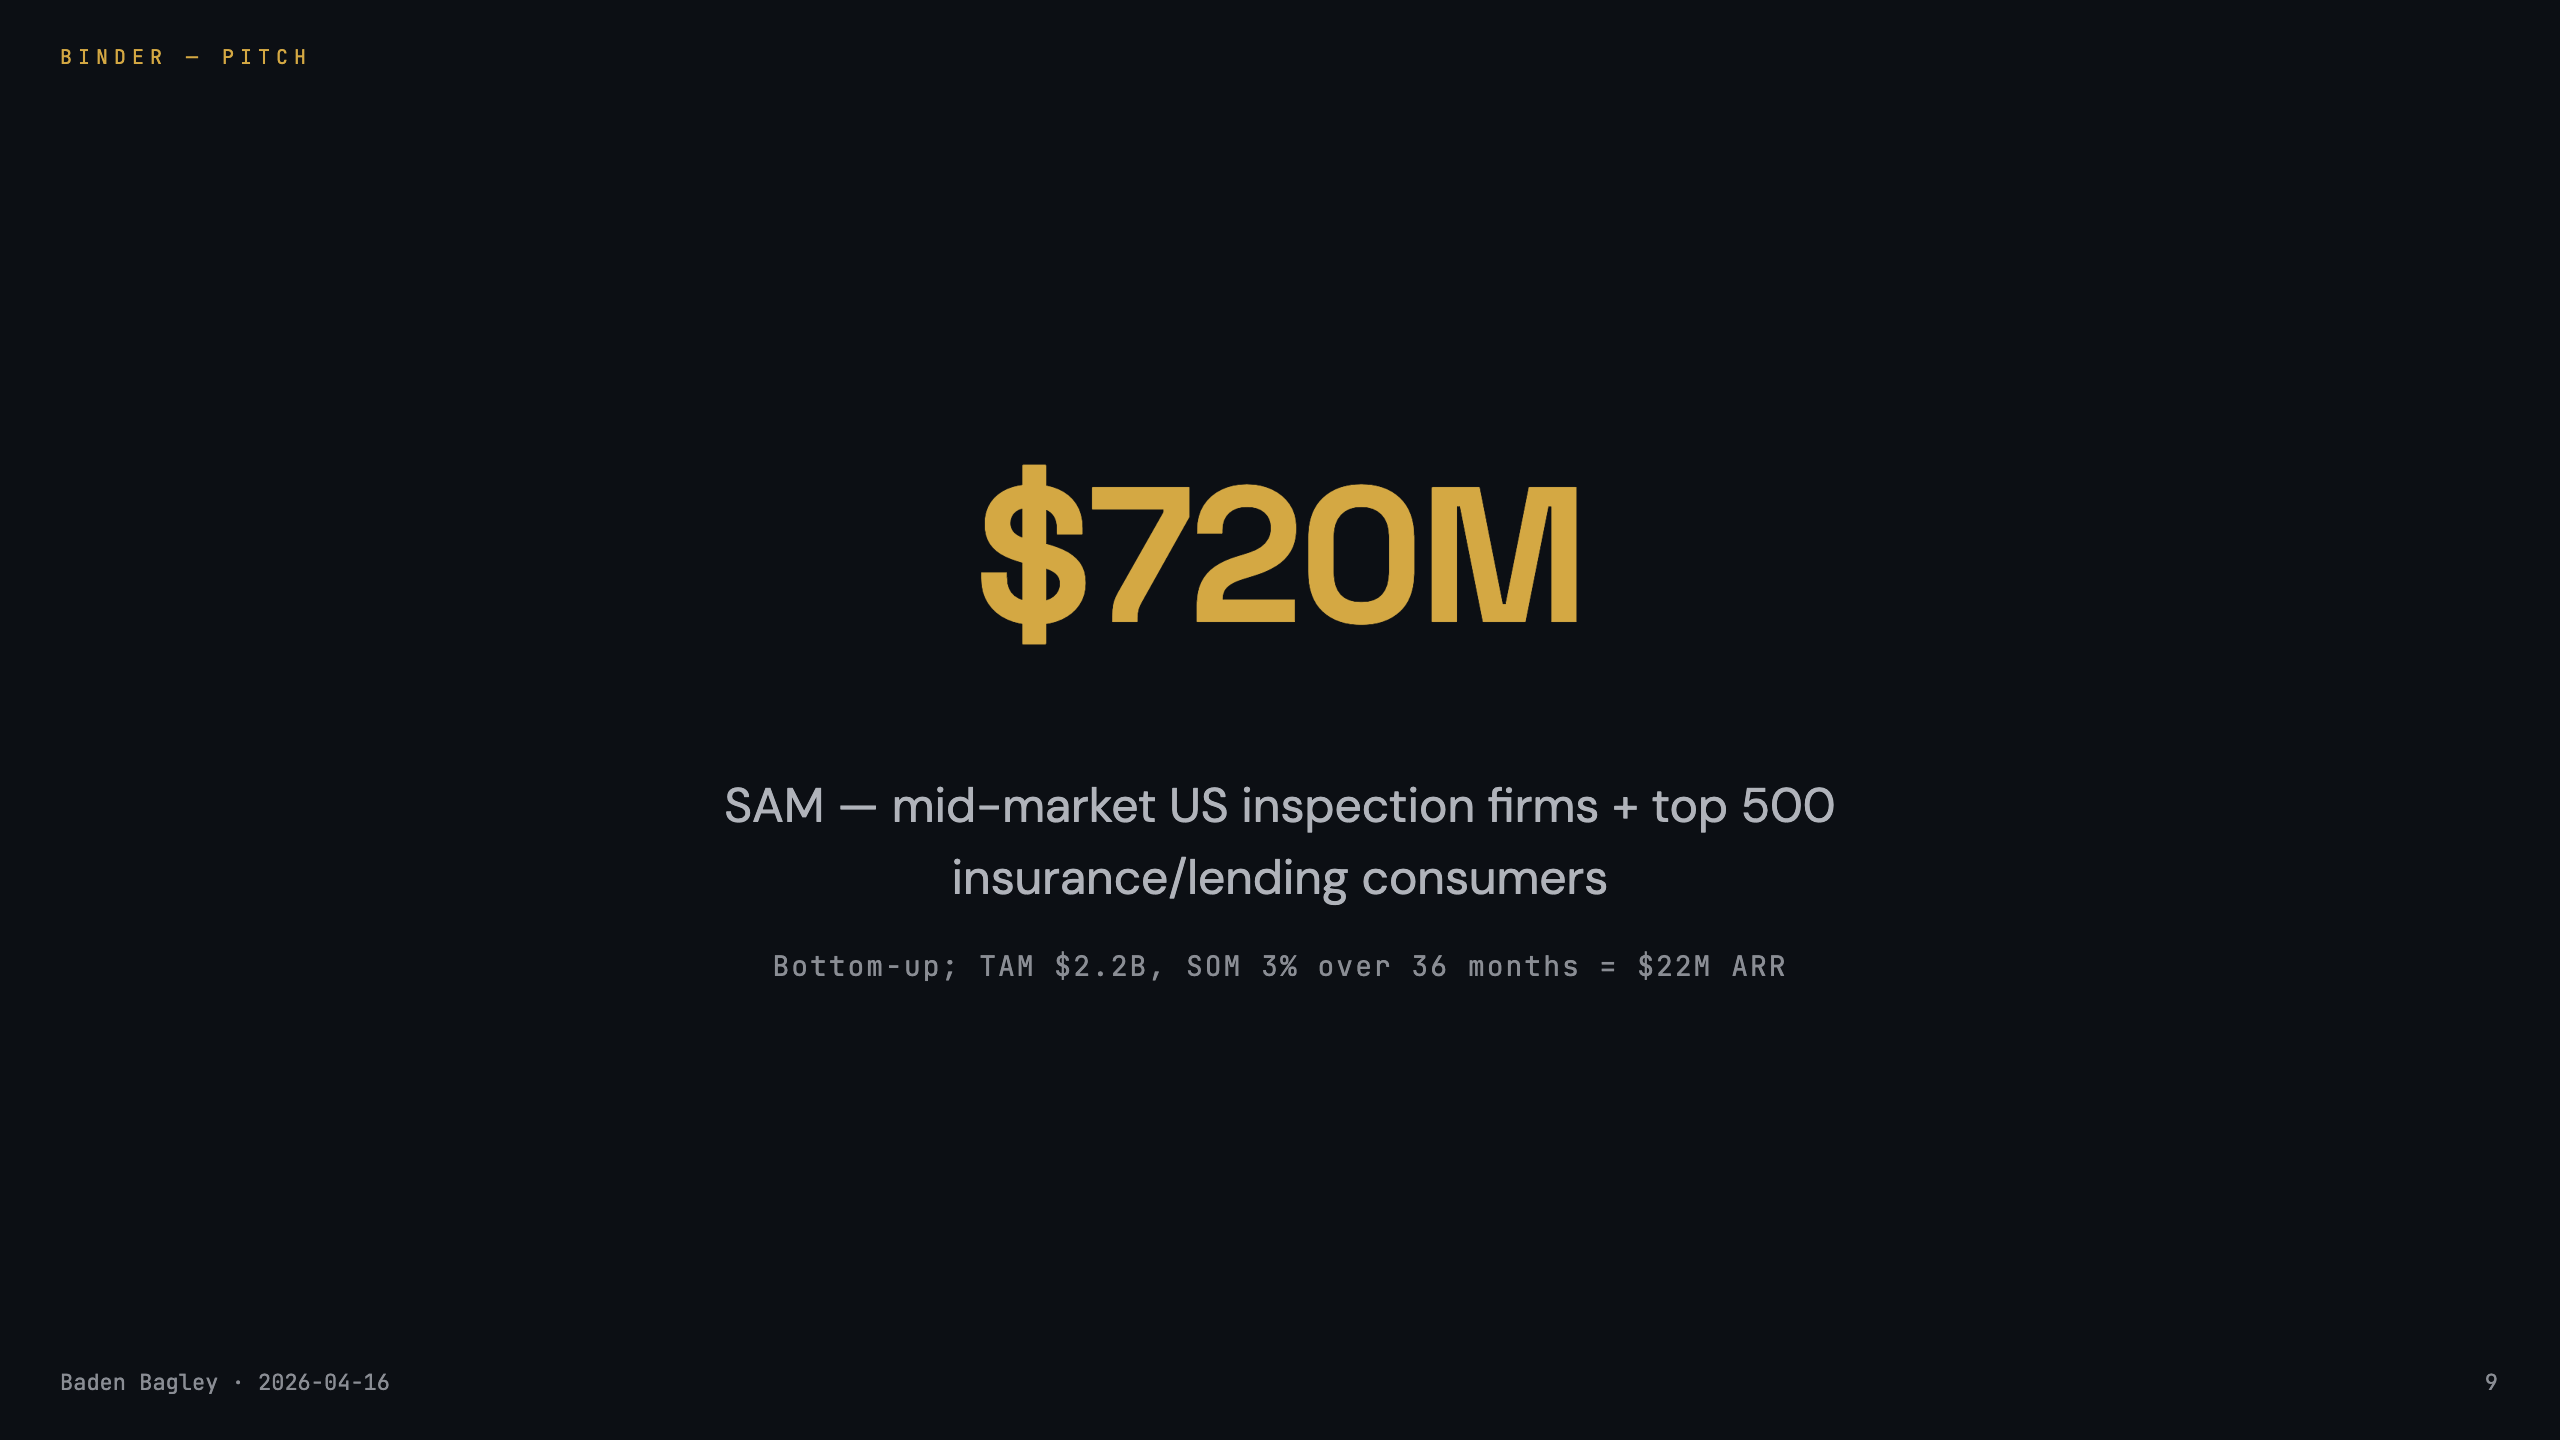 BINDER — PITCH
$720M
SAM — mid-market US inspection firms + top 500
insurance/lending consumers
Bottom-up; TAM $2.2B, SOM 3% over 36 months = $22M ARR
Baden Bagley · 2026-04-16
9